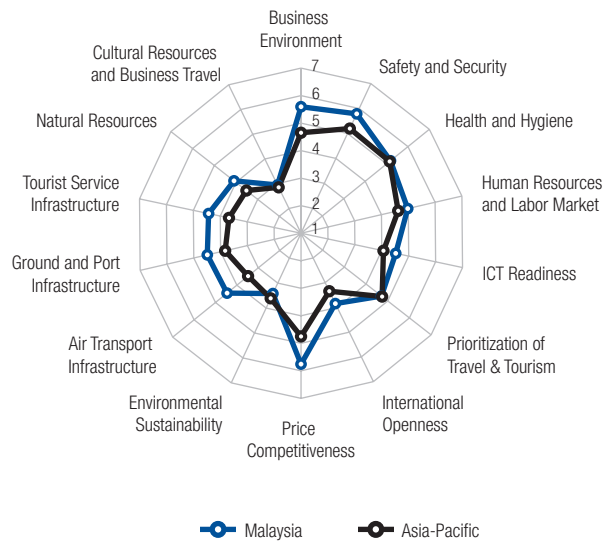 Business
Environment
Safety and Security
Health and Hygiene
Human Resources
and Labor Market
ICT Readiness
Prioritization of
Travel & Tourism
International
Openness
Price
Competitiveness
Environmental
Sustainability
Air Transport
Infrastructure
Ground and Port
Infrastructure
Tourist Service
Infrastructure
Natural Resources
Cultural Resources
and Business Travel
7
6
5
4
3
2
1
Malaysia
Asia-Pacific